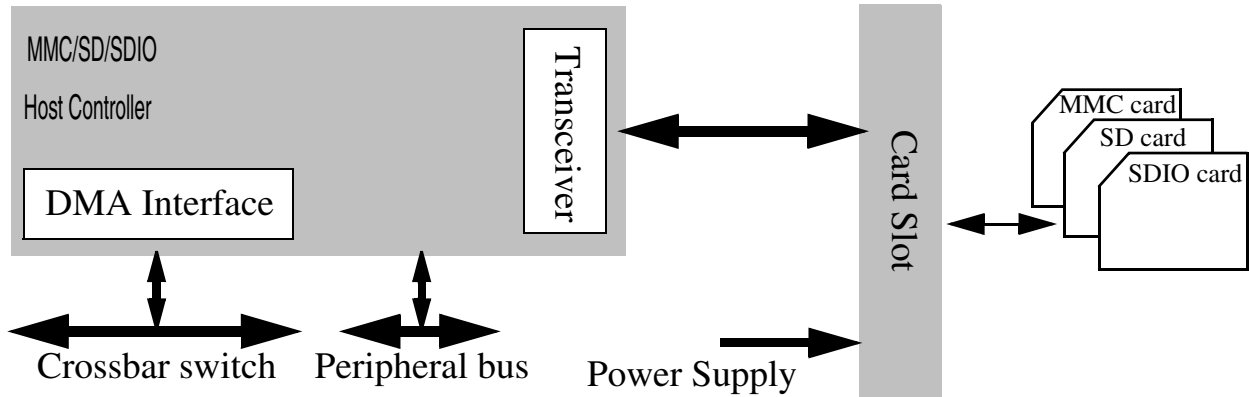 MMC/SD/SDIO
Host Controller
Transceiver
DMA Interface
Card Slot
MMC card
SD card
SDIO card
Crossbar switch
Peripheral bus
Power Supply